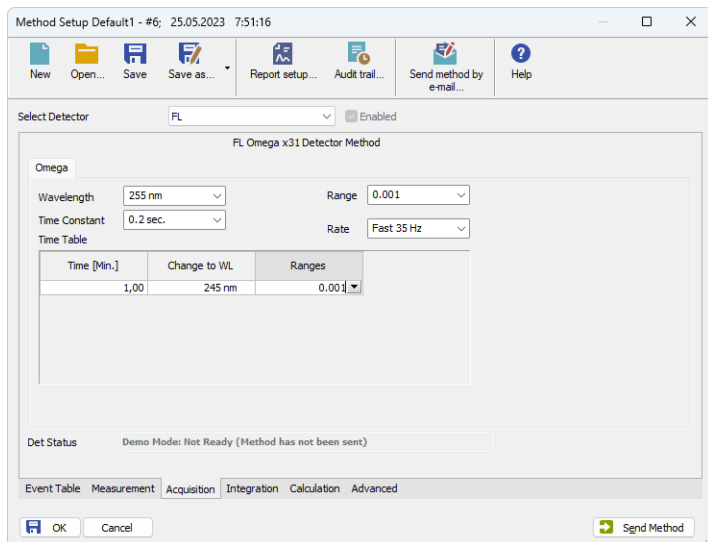 Method Setup Default1 - #6;  25.05.2023  7:51:16
New Open... Save Save as... Report setup... Audit trail... Send method by e-mail... Help
Select Detector FL Enabled
FL Omega x31 Detector Method
Omega
Wavelength 255 nm Range 0.001
Time Constant 0.2 sec. Rate Fast 35 Hz
Time Table
Time [Min.] Change to WL Ranges
1,00 245 nm 0.001
Det Status Demo Mode: Not Ready (Method has not been sent)
Event Table Measurement Acquisition Integration Calculation Advanced
OK Cancel Send Method